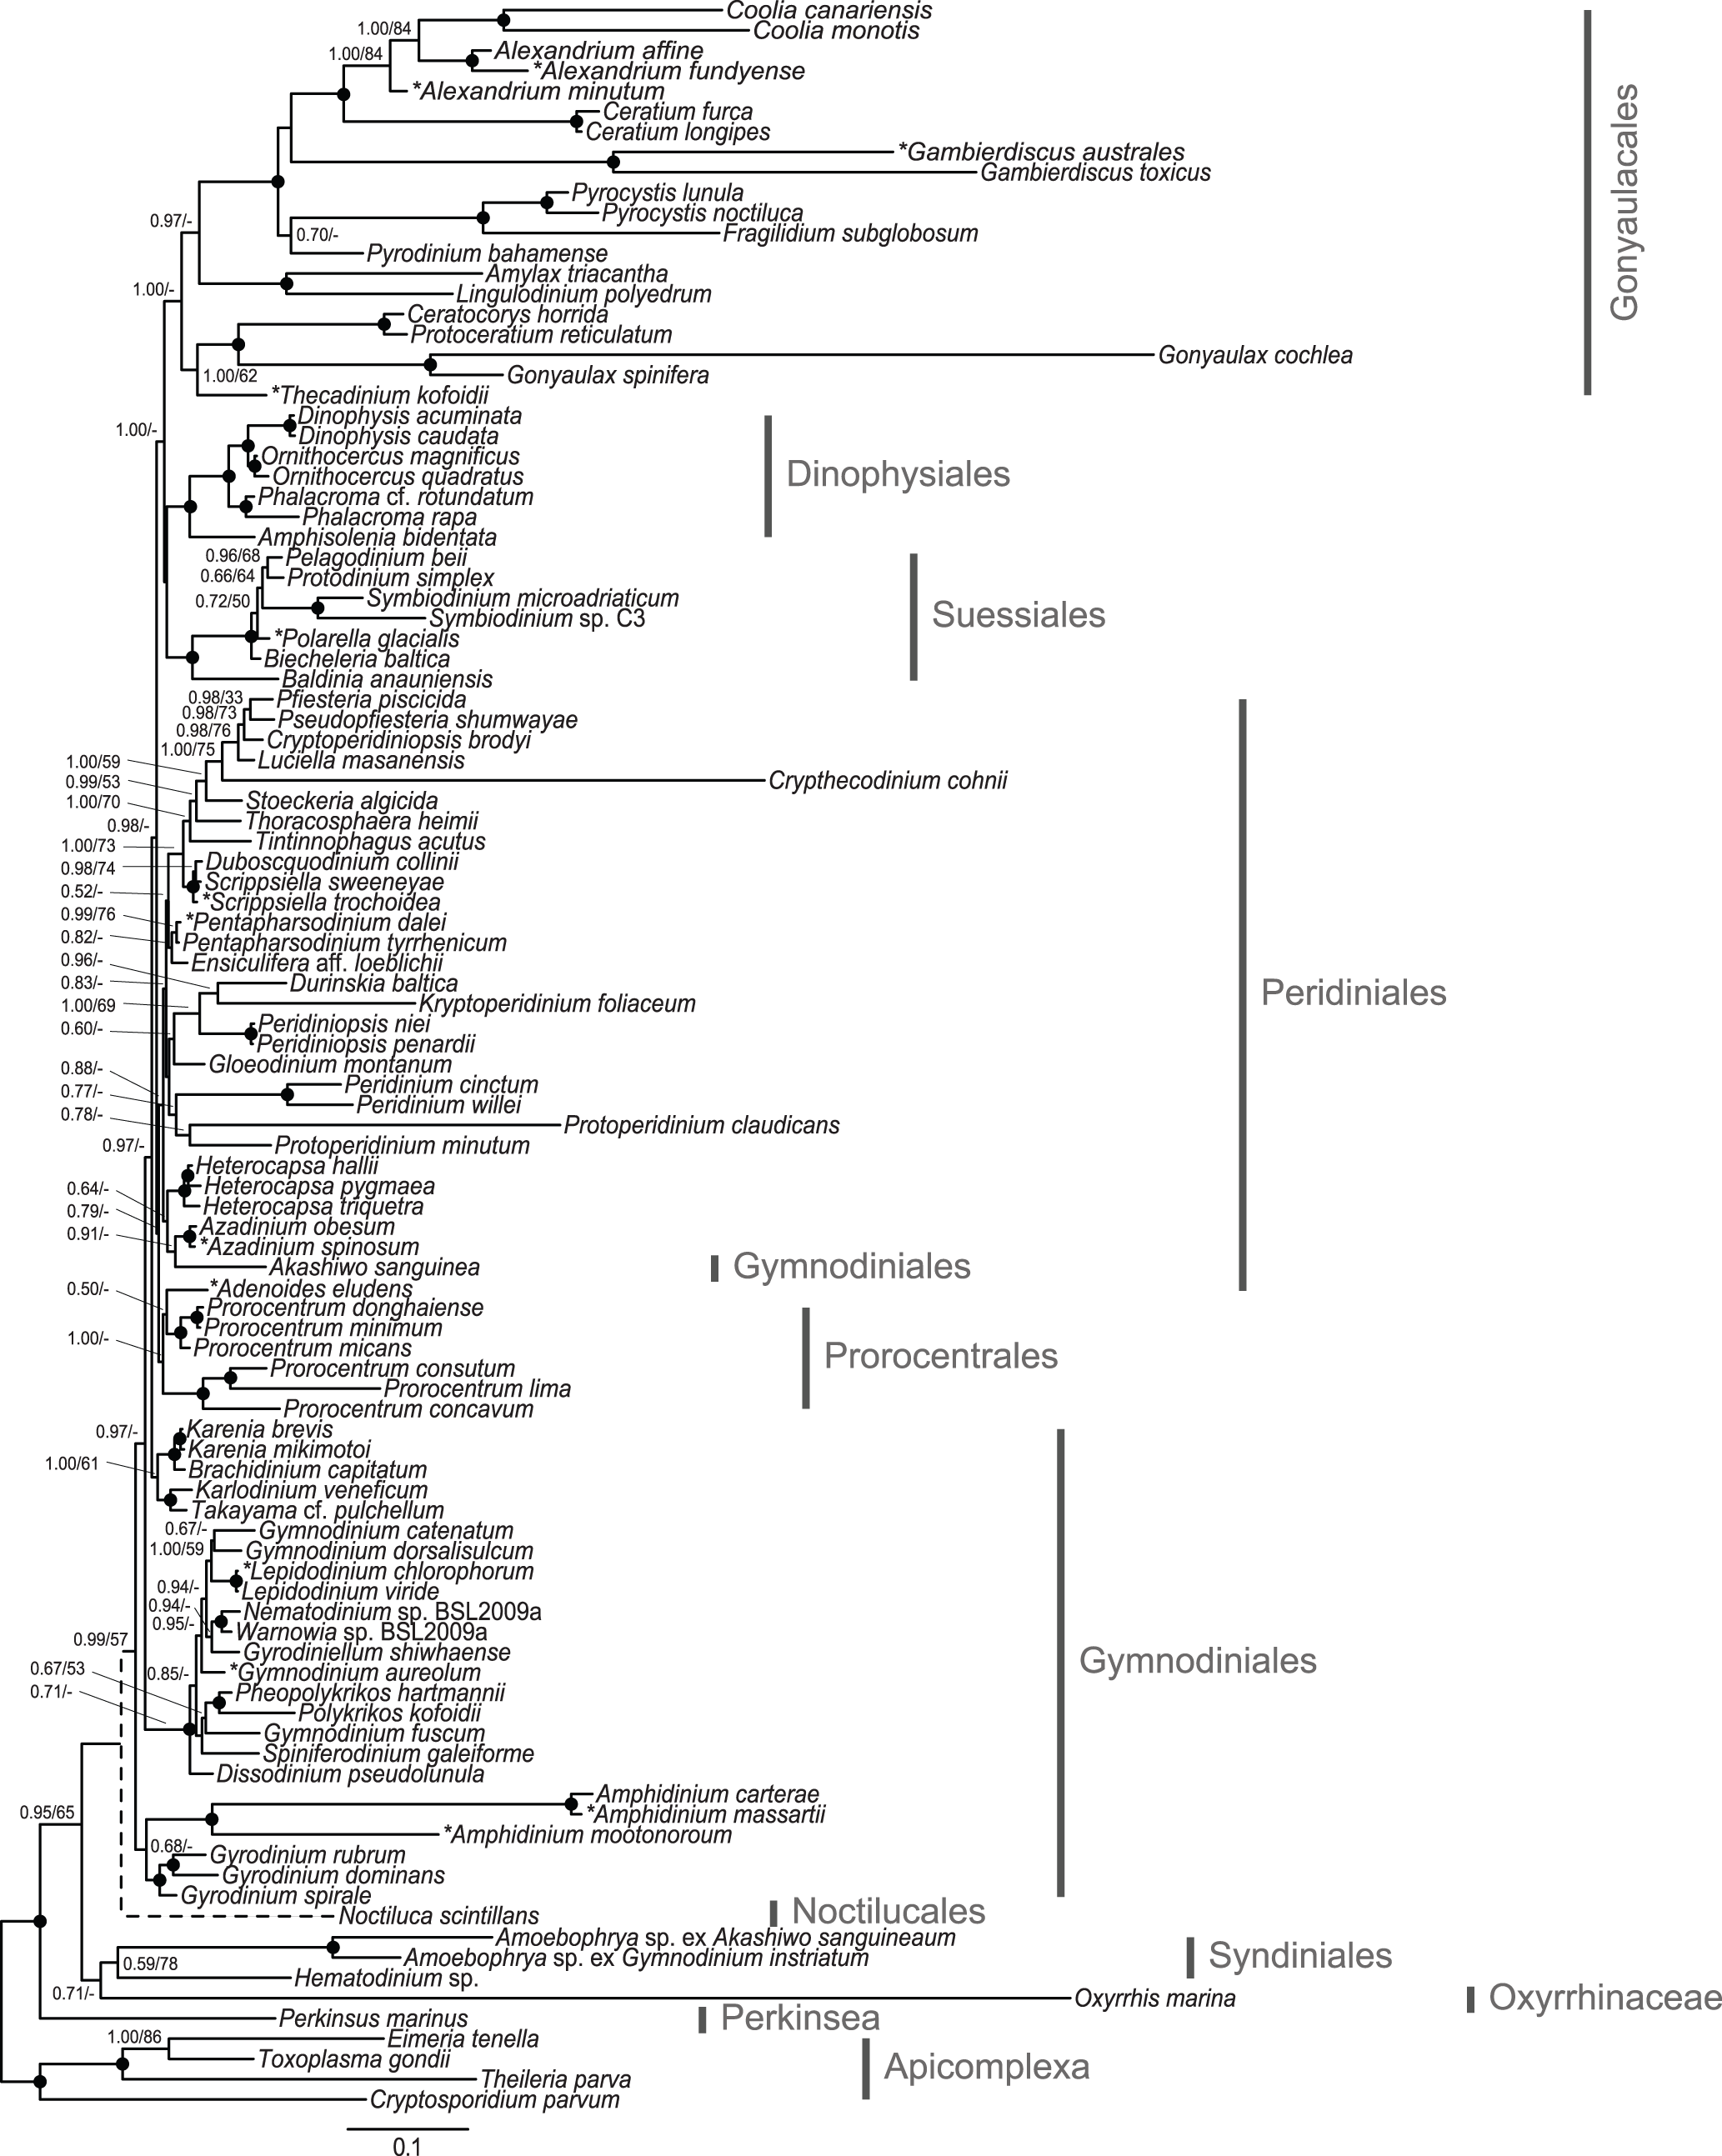 Coolia canariensis
1.00/84
Coolia monotis
1.00/84
Alexandrium affine
*Alexandrium fundyense
*Alexandrium minutum
Ceratium furca
Ceratium longipes
*Gambierdiscus australes
Gambierdiscus toxicus
Gonyaulacales
Pyrocystis lunula
Pyrocystis noctiluca
0.97/-
0.70/-
Fragilidium subglobosum
Pyrodinium bahamense
Amylax triacantha
1.00/-
Lingulodinium polyedrum
Ceratocorys horrida
Protoceratium reticulatum
Gonyaulax cochlea
1.00/62
Gonyaulax spinifera
*Thecadinium kofoidii
Dinophysis acuminata
1.00/-
Dinophysis caudata
Ornithocercus magnificus
Ornithocercus quadratus
Dinophysiales
Phalacroma cf. rotundatum
Phalacroma rapa
Amphisolenia bidentata
0.96/68
Pelagodinium beii
0.66/64
Protodinium simplex
0.72/50
Symbiodinium microadriaticum
Symbiodinium sp. C3
Suessiales
*Polarella glacialis
Biecheleria baltica
Baldinia anauniensis
0.98/33
Pfiesteria piscicida
0.98/73
Pseudopfiesteria shumwayae
0.98/76
Cryptoperidiniopsis brodyi
1.00/75
Luciella masanensis
1.00/59
0.99/53
Crypthecodinium cohnii
1.00/70
Stoeckeria algicida
0.98/-
Thoracosphaera heimii
1.00/73
Tintinnophagus acutus
0.98/74
Duboscquodinium collinii
0.52/-
Scrippsiella sweeneyae
*Scrippsiella trochoidea
0.99/76
*Pentapharsodinium dalei
0.82/-
Pentapharsodinium tyrrhenicum
0.96/-
Ensiculifera aff. loeblichii
0.83/-
Durinskia baltica
1.00/69
Kryptoperidinium foliaceum
Peridiniales
0.60/-
Peridiniopsis niei
Peridiniopsis penardii
0.88/-
Gloeodinium montanum
0.77/-
Peridinium cinctum
Peridinium willei
0.78/-
Protoperidinium claudicans
0.97/-
Protoperidinium minutum
Heterocapsa hallii
0.64/-
Heterocapsa pygmaea
0.79/-
Heterocapsa triquetra
0.91/-
Azadinium obesum
*Azadinium spinosum
Akashiwo sanguinea
Gymnodiniales
0.50/-
*Adenoides eludens
Prorocentrum donghaiense
1.00/-
Prorocentrum minimum
Prorocentrum micans
Prorocentrales
Prorocentrum consutum
Prorocentrum lima
Prorocentrum concavum
0.97/-
Karenia brevis
Karenia mikimotoi
1.00/61
Brachidinium capitatum
Karlodinium veneficum
Takayama cf. pulchellum
0.67/-
Gymnodinium catenatum
1.00/59
Gymnodinium dorsalisulcum
*Lepidodinium chlorophorum
0.94/-
Lepidodinium viride
0.94/-
Nematodinium sp. BSL2009a
0.95/-
Warnowia sp. BSL2009a
0.99/57
Gyrodiniellum shiwhaense
Gymnodiniales
0.67/53
0.85/-
*Gymnodinium aureolum
0.71/-
Pheopolykrikos hartmannii
Polykrikos kofoidii
Gymnodinium fuscum
Spiniferodinium galeiforme
Dissodinium pseudolunula
Amphidinium carterae
0.95/65
*Amphidinium massartii
*Amphidinium mootonoroum
0.68/-
Gyrodinium rubrum
Gyrodinium dominans
Gyrodinium spirale
Noctiluca scintillans
Noctilucales
Amoebophrya sp. ex Akashiwo sanguineaum
0.59/78
Amoebophrya sp. ex Gymnodinium instriatum
Syndiniales
Hematodinium sp.
0.71/-
Oxyrrhis marina
Oxyrrhinaceae
Perkinsus marinus
Perkinsea
1.00/86
Eimeria tenella
Toxoplasma gondii
Apicomplexa
Theileria parva
Cryptosporidium parvum
0.1